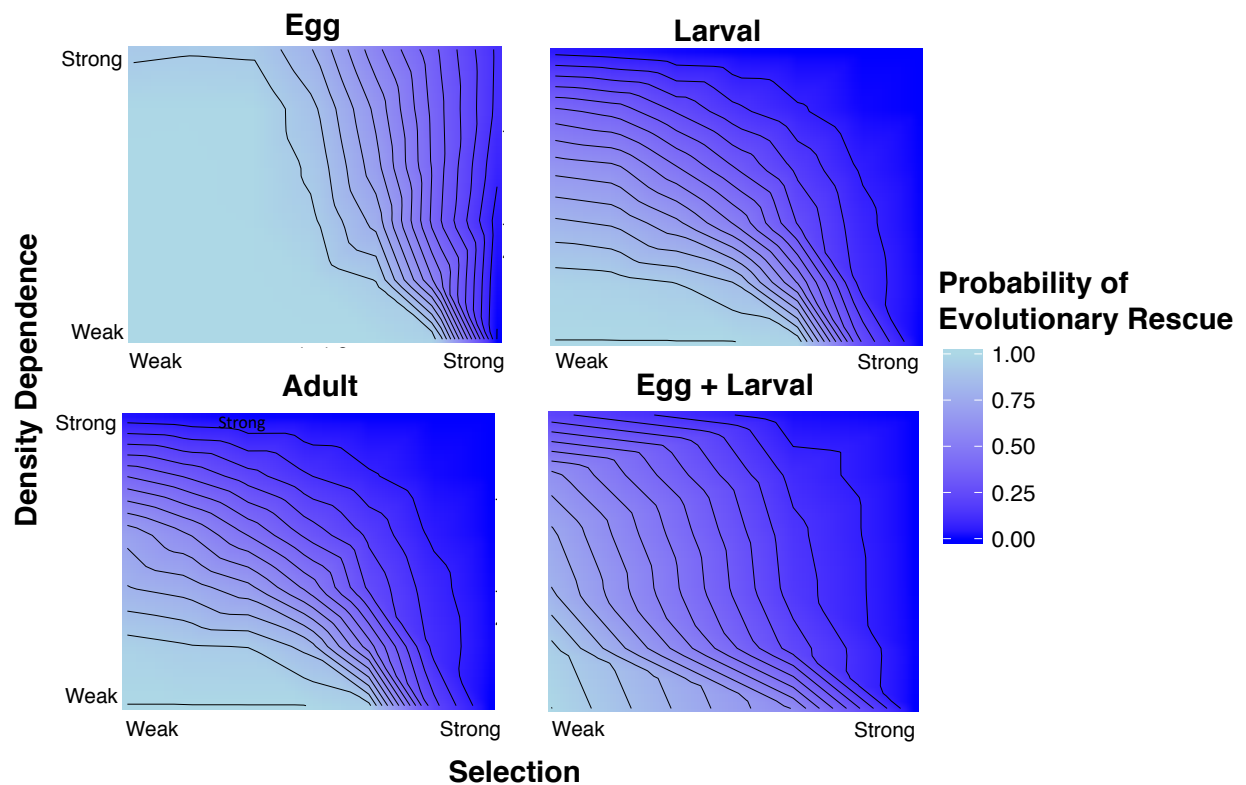 Egg
Larval
Strong
Weak
Weak
Strong
Weak
Strong
Adult
Egg + Larval
Strong
Strong
Weak
Weak
Strong
Weak
Strong
Density Dependence
Selection
Probability of
Evolutionary Rescue
1.00
0.75
0.50
0.25
0.00